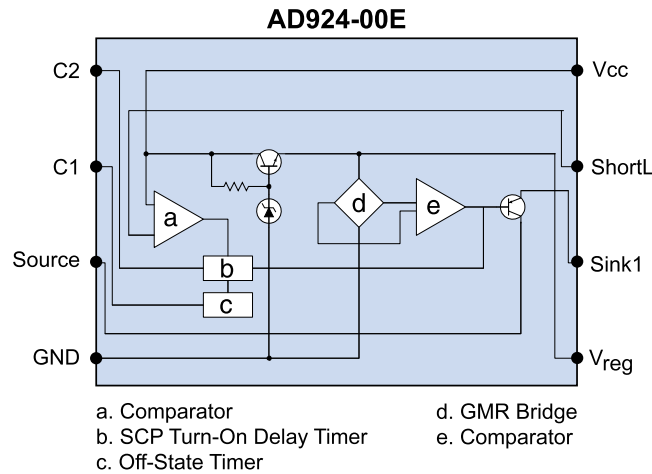 AD924-00E
C2
Vcc
C1
ShortL
a
d
e
Source
b
Sink1
c
GND
Vreg
a. Comparator
d. GMR Bridge
b. SCP Turn-On Delay Timer
e. Comparator
c. Off-State Timer